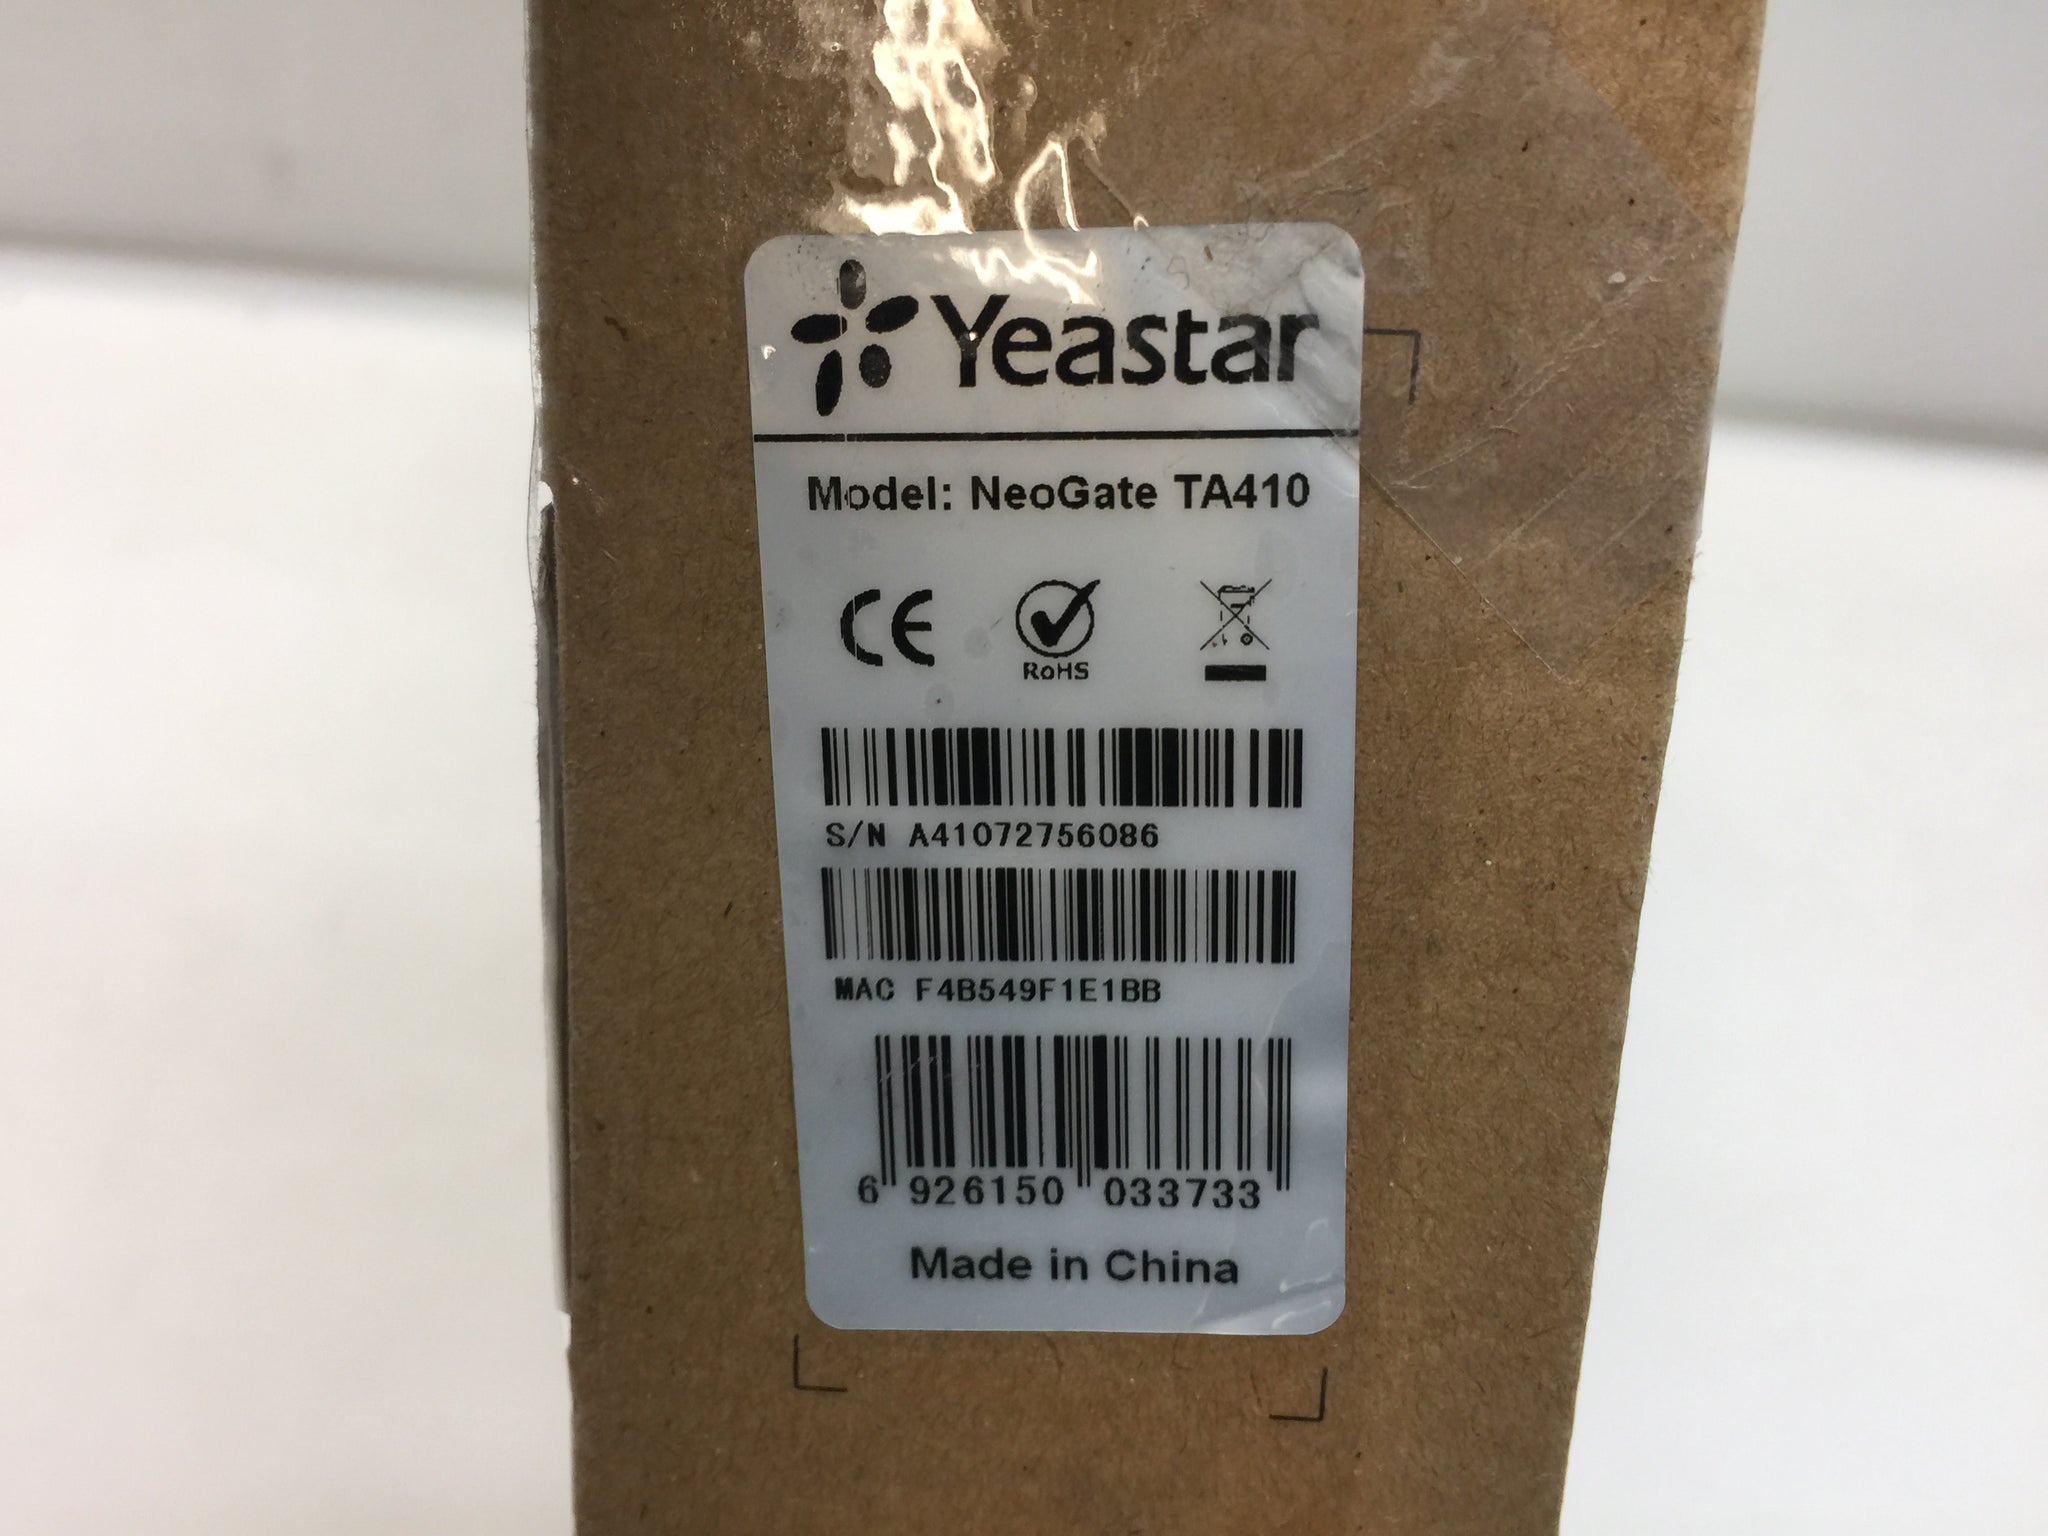 Yeastar
Model: NeoGate TA410
CE
RoHS
S/N A41072756086
MAC F4B549F1E1BB
6 926150 033733
Made in China